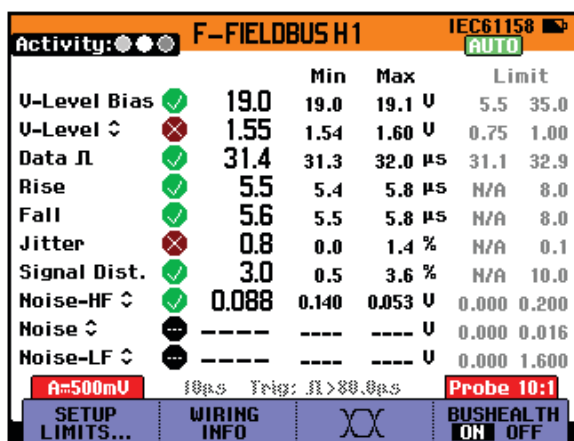 F-FIELDBUS H1 IEC61158
Activity: AUTO
Min Max Limit
V-Level Bias 19.0 19.0 19.1 V 5.5 35.0
V-Level ≎ 1.55 1.54 1.60 V 0.75 1.00
Data ⎍ 31.4 31.3 32.0 µs 31.1 32.9
Rise 5.5 5.4 5.8 µs N/A 8.0
Fall 5.6 5.5 5.8 µs N/A 8.0
Jitter 0.8 0.0 1.4 % N/A 0.1
Signal Dist. 3.0 0.5 3.6 % N/A 10.0
Noise-HF ≎ 0.088 0.140 0.053 V 0.000 0.200
Noise ≎ ---- ---- ---- V 0.000 0.016
Noise-LF ≎ ---- ---- ---- V 0.000 1.600
A=500mV 10µs Trig: ⎍>80.0µs Probe 10:1
SETUP LIMITS...
WIRING INFO
BUSHEALTH
ON OFF